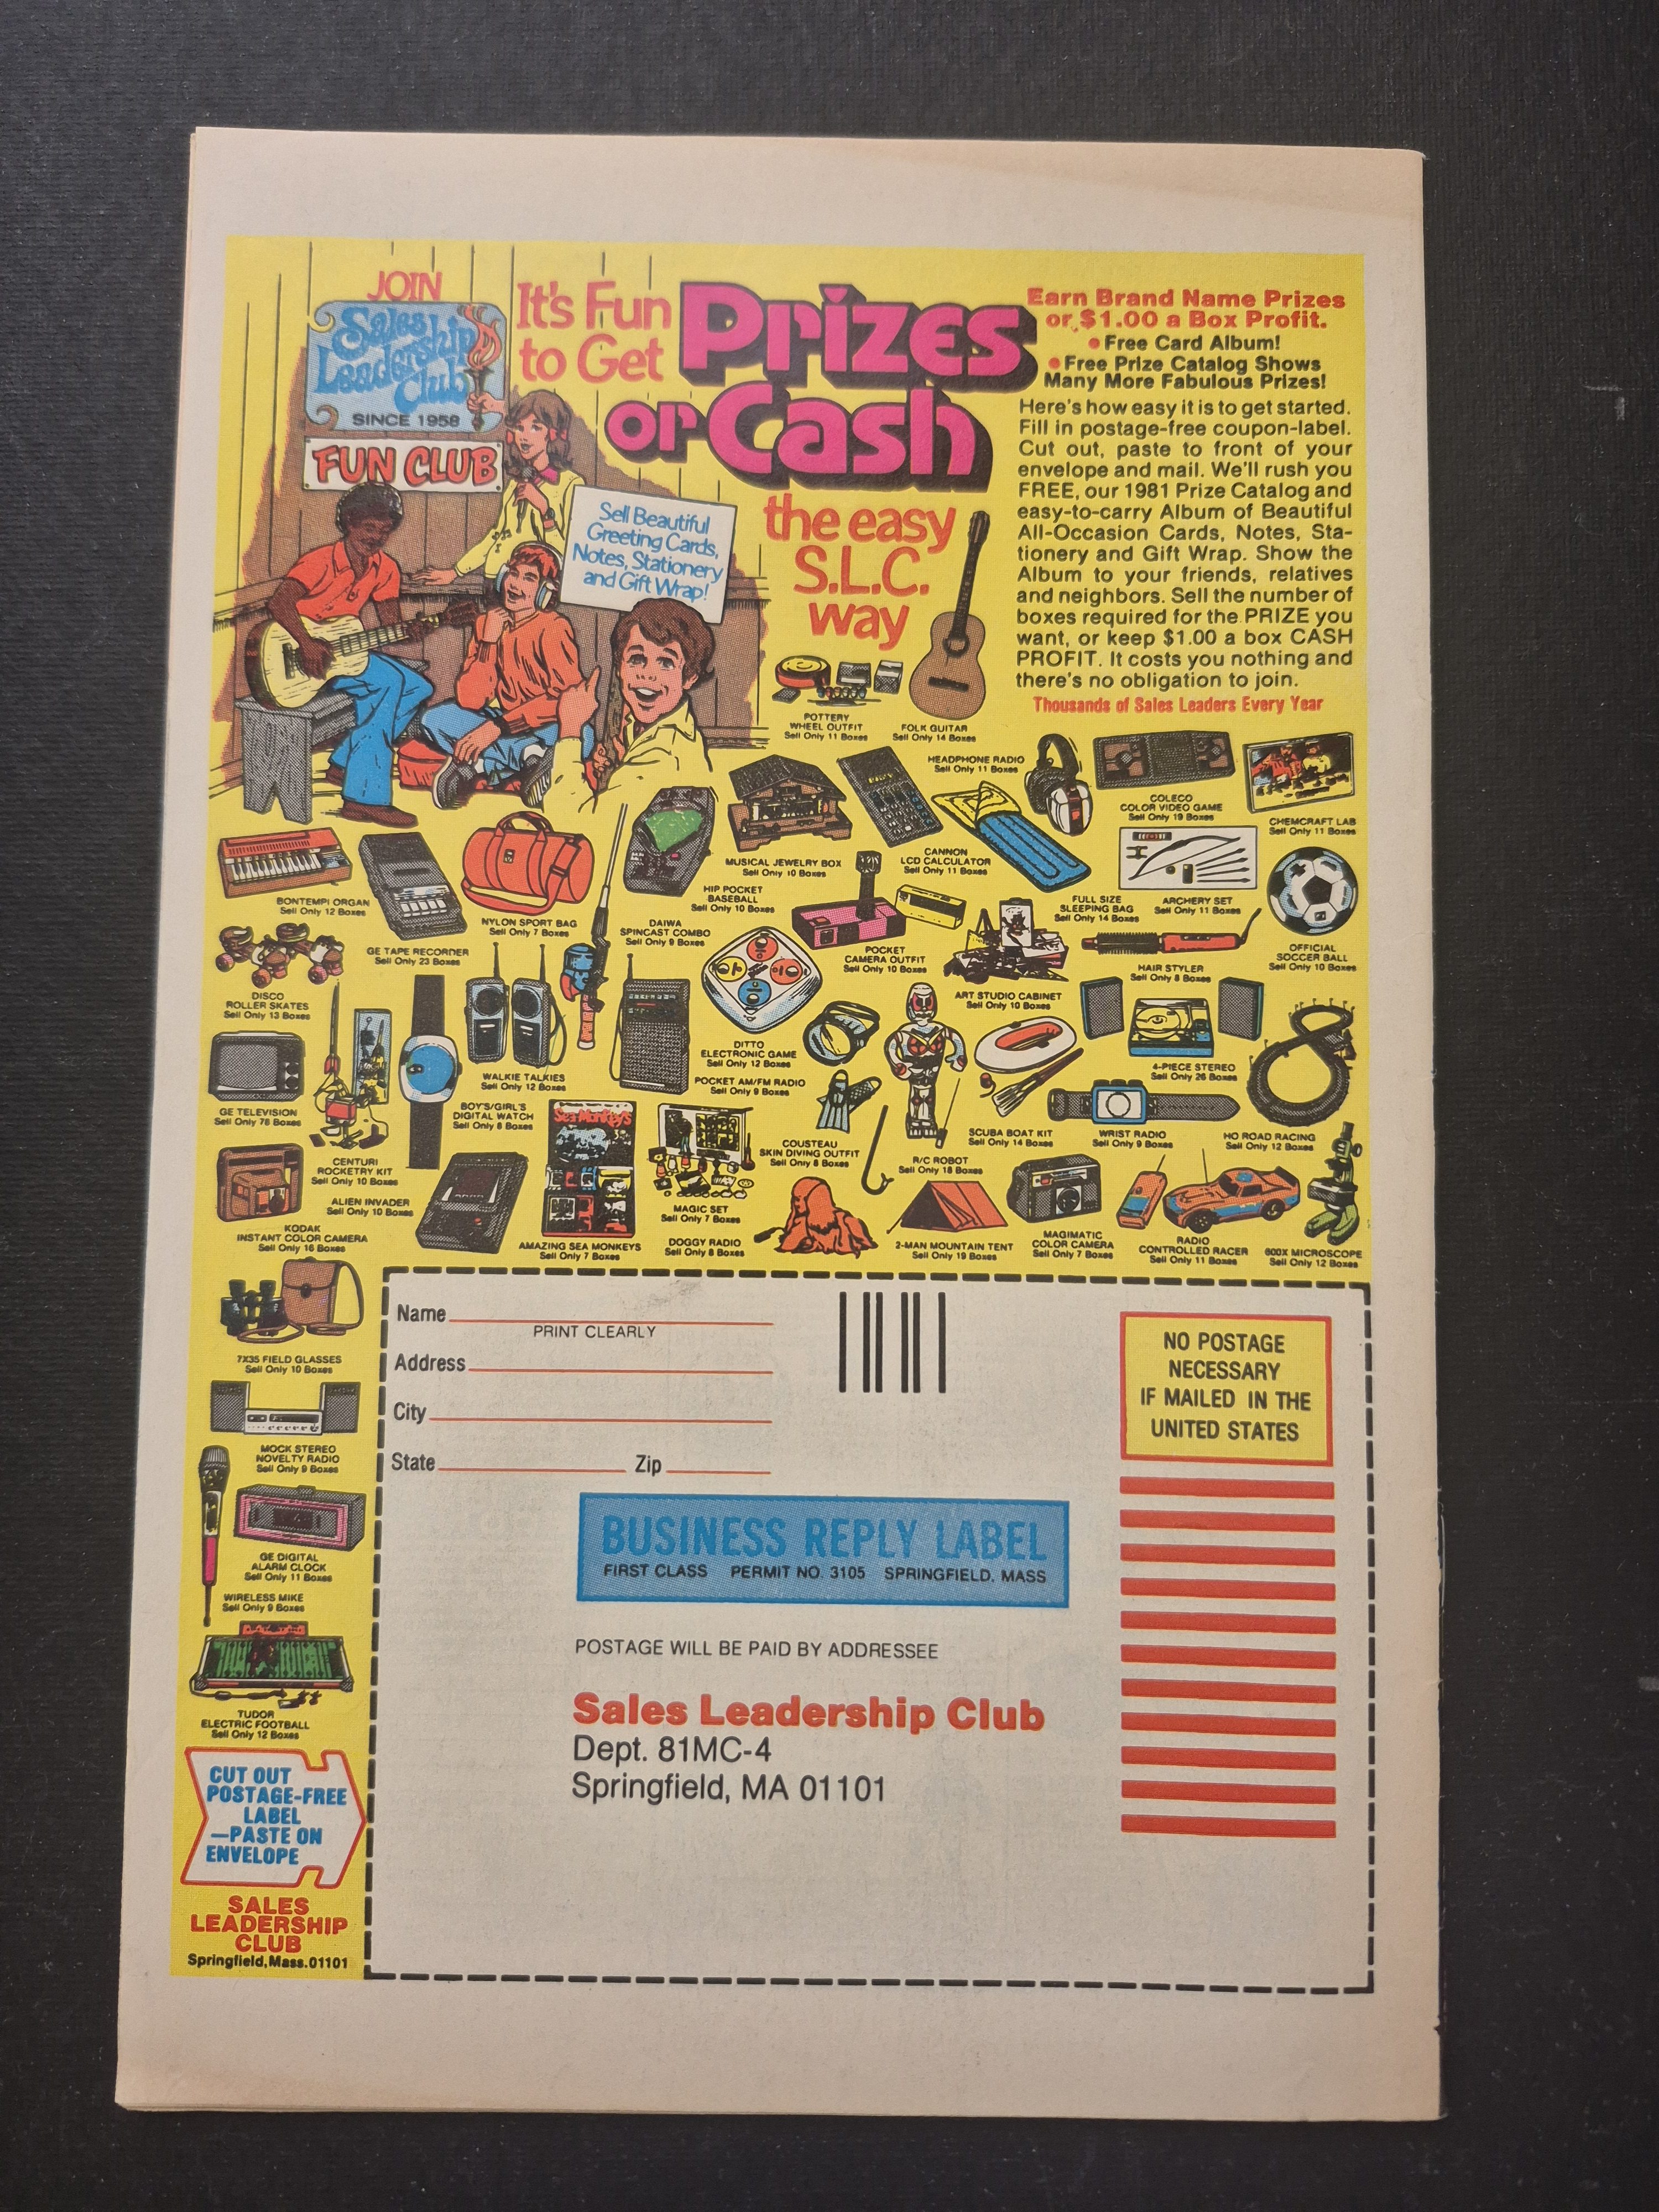 JOIN
Sales
Leadership
Club
SINCE 1958
FUN CLUB
It's Fun
to Get
Prizes
or Cash
the easy
S.L.C.
way
Sell Beautiful
Greeting Cards,
Notes, Stationery
and Gift Wrap!
Earn Brand Name Prizes
or $1.00 a Box Profit.
• Free Card Album!
• Free Prize Catalog Shows
Many More Fabulous Prizes!
Here's how easy it is to get started.
Fill in postage-free coupon-label.
Cut out, paste to front of your
envelope and mail. We'll rush you
FREE, our 1981 Prize Catalog and
easy-to-carry Album of Beautiful
All-Occasion Cards, Notes, Sta-
tionery and Gift Wrap. Show the
Album to your friends, relatives
and neighbors. Sell the number of
boxes required for the PRIZE you
want, or keep $1.00 a box CASH
PROFIT. It costs you nothing and
there's no obligation to join.
Thousands of Sales Leaders Every Year
POTTERY
WHEEL OUTFIT
Sell Only 11 Boxes
FOLK GUITAR
Sell Only 14 Boxes
HEADPHONE RADIO
Sell Only 11 Boxes
COLECO
COLOR VIDEO GAME
Sell Only 19 Boxes
CHEMCRAFT LAB
Sell Only 11 Boxes
MUSICAL JEWELRY BOX
Sell Only 10 Boxes
CANNON
LCD CALCULATOR
Sell Only 11 Boxes
FULL SIZE
SLEEPING BAG
Sell Only 14 Boxes
ARCHERY SET
Sell Only 11 Boxes
BONTEMPI ORGAN
Sell Only 12 Boxes
NYLON SPORT BAG
Sell Only 7 Boxes
HIP POCKET
BASEBALL
Sell Only 10 Boxes
DAIWA
SPINCAST COMBO
Sell Only 9 Boxes
GE TAPE RECORDER
Sell Only 23 Boxes
POCKET
CAMERA OUTFIT
Sell Only 10 Boxes
HAIR STYLER
Sell Only 8 Boxes
OFFICIAL
SOCCER BALL
Sell Only 10 Boxes
DISCO
ROLLER SKATES
Sell Only 13 Boxes
ART STUDIO CABINET
Sell Only 10 Boxes
WALKIE TALKIES
Sell Only 12 Boxes
DITTO
ELECTRONIC GAME
Sell Only 12 Boxes
POCKET AM/FM RADIO
Sell Only 9 Boxes
4-PIECE STEREO
Sell Only 26 Boxes
GE TELEVISION
Sell Only 78 Boxes
BOY'S/GIRL'S
DIGITAL WATCH
Sell Only 8 Boxes
Sea-Monkeys
COUSTEAU
SKIN DIVING OUTFIT
Sell Only 8 Boxes
SCUBA BOAT KIT
Sell Only 14 Boxes
WRIST RADIO
Sell Only 9 Boxes
HO ROAD RACING
Sell Only 12 Boxes
CENTURI
ROCKETRY KIT
Sell Only 10 Boxes
R/C ROBOT
Sell Only 18 Boxes
ALIEN INVADER
Sell Only 10 Boxes
MAGIC SET
Sell Only 7 Boxes
KODAK
INSTANT COLOR CAMERA
Sell Only 16 Boxes
AMAZING SEA MONKEYS
Sell Only 7 Boxes
DOGGY RADIO
Sell Only 8 Boxes
2-MAN MOUNTAIN TENT
Sell Only 19 Boxes
MAGIMATIC
COLOR CAMERA
Sell Only 7 Boxes
RADIO
CONTROLLED RACER
Sell Only 11 Boxes
600X MICROSCOPE
Sell Only 12 Boxes
7X35 FIELD GLASSES
Sell Only 10 Boxes
MOCK STEREO
NOVELTY RADIO
Sell Only 9 Boxes
GE DIGITAL
ALARM CLOCK
Sell Only 11 Boxes
WIRELESS MIKE
Sell Only 9 Boxes
TUDOR
ELECTRIC FOOTBALL
Sell Only 12 Boxes
CUT OUT
POSTAGE-FREE
LABEL
—PASTE ON
ENVELOPE
SALES
LEADERSHIP
CLUB
Springfield, Mass. 01101
Name
PRINT CLEARLY
Address
City
State Zip
NO POSTAGE
NECESSARY
IF MAILED IN THE
UNITED STATES
BUSINESS REPLY LABEL
FIRST CLASS PERMIT NO. 3105 SPRINGFIELD, MASS
POSTAGE WILL BE PAID BY ADDRESSEE
Sales Leadership Club
Dept. 81MC-4
Springfield, MA 01101